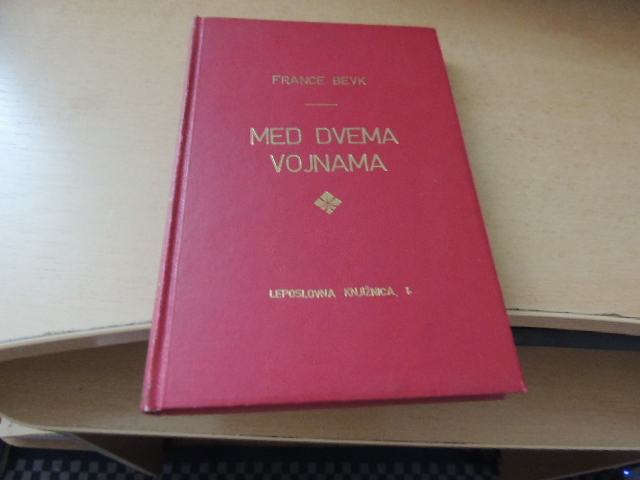 FRANCE BEVK
MED DVEMA
VOJNAMA
LEPOSLOVNA KNJIŽNICA, 1.